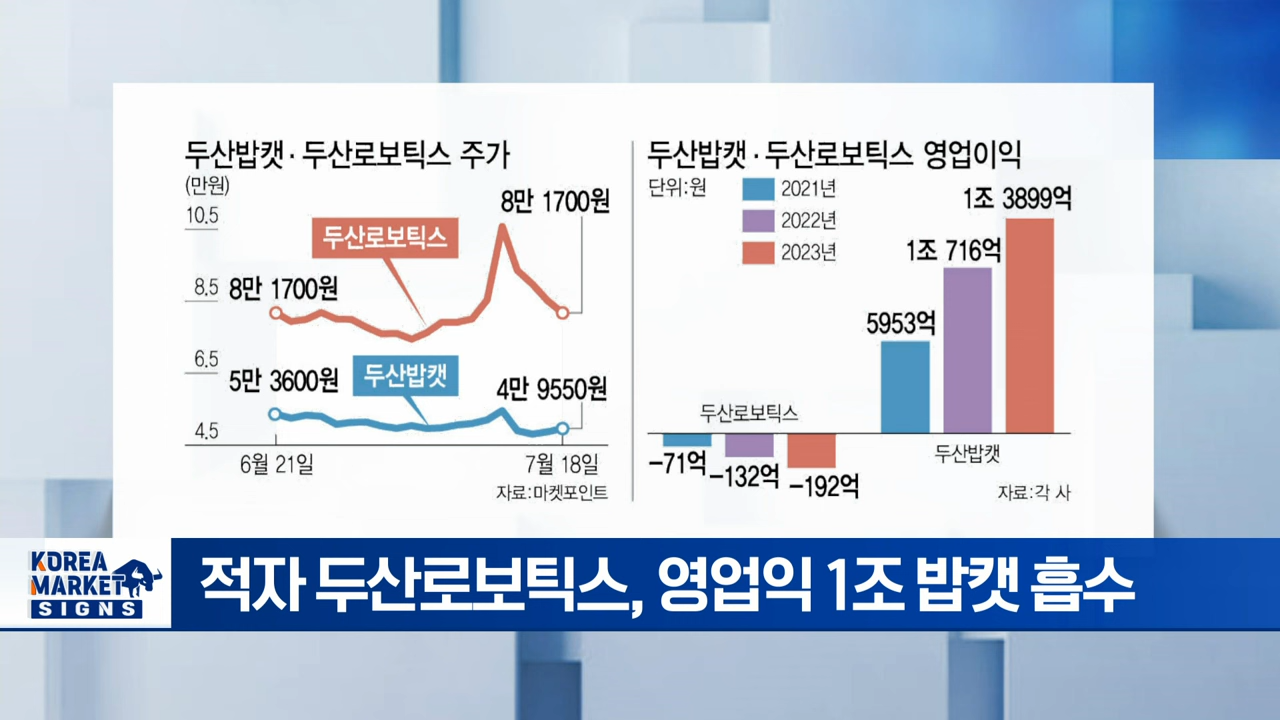 두산밥캣·두산로보틱스 주가
(만원)
10.5
8.5
6.5
4.5
8만 1700원
두산로보틱스
8만 1700원
5만 3600원
두산밥캣
4만 9550원
6월 21일
7월 18일
자료:마켓포인트
두산밥캣·두산로보틱스 영업이익
단위:원
2021년
2022년
2023년
1조 3899억
1조 716억
5953억
두산로보틱스
-71억
-132억
-192억
두산밥캣
자료:각 사
KOREA
MARKET
SIGNS
적자 두산로보틱스, 영업익 1조 밥캣 흡수